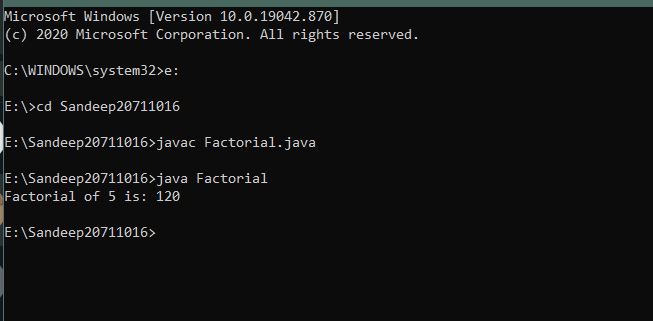 Microsoft Windows [Version 10.0.19042.870]
(c) 2020 Microsoft Corporation. All rights reserved.
C:\WINDOWS\system32>e:
E:\>cd Sandeep20711016
E:\Sandeep20711016>javac Factorial.java
E:\Sandeep20711016>java Factorial
Factorial of 5 is: 120
E:\Sandeep20711016>